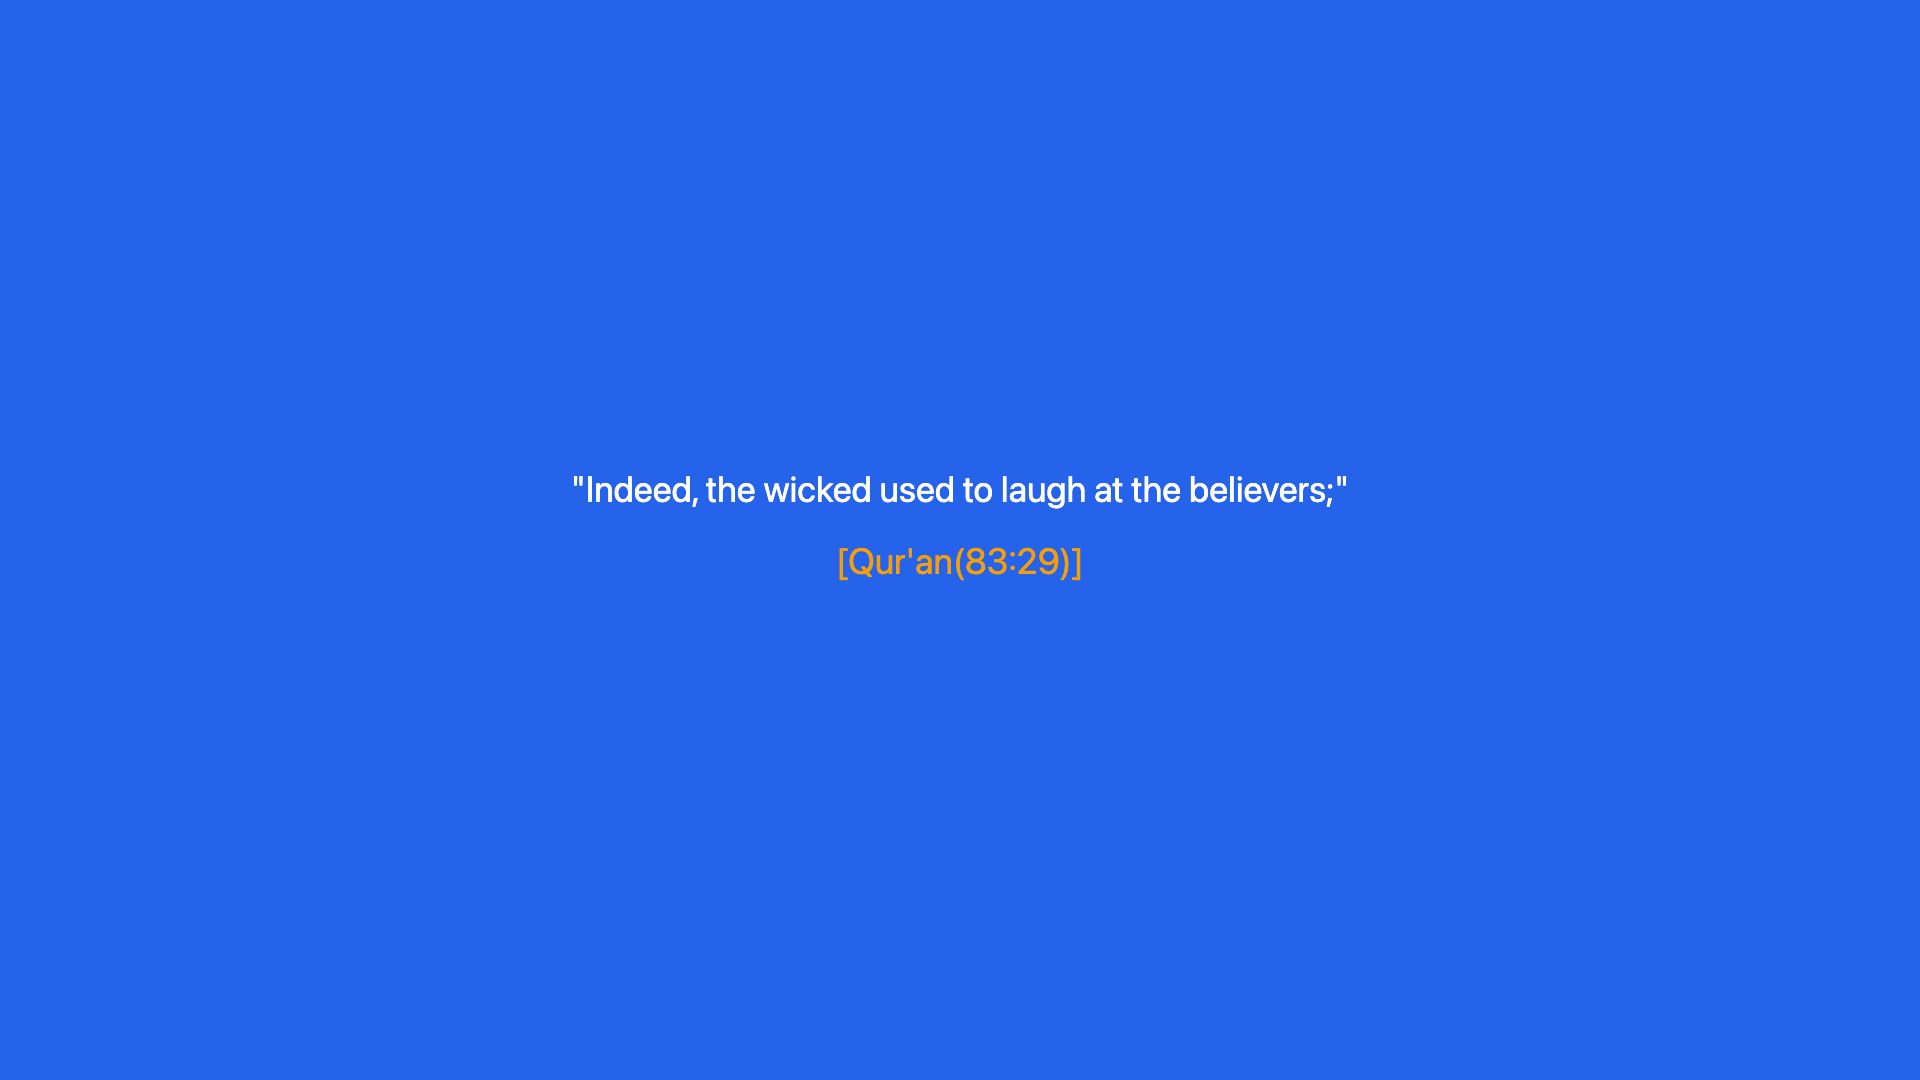 "Indeed, the wicked used to laugh at the believers;"
[Qur'an(83:29)]